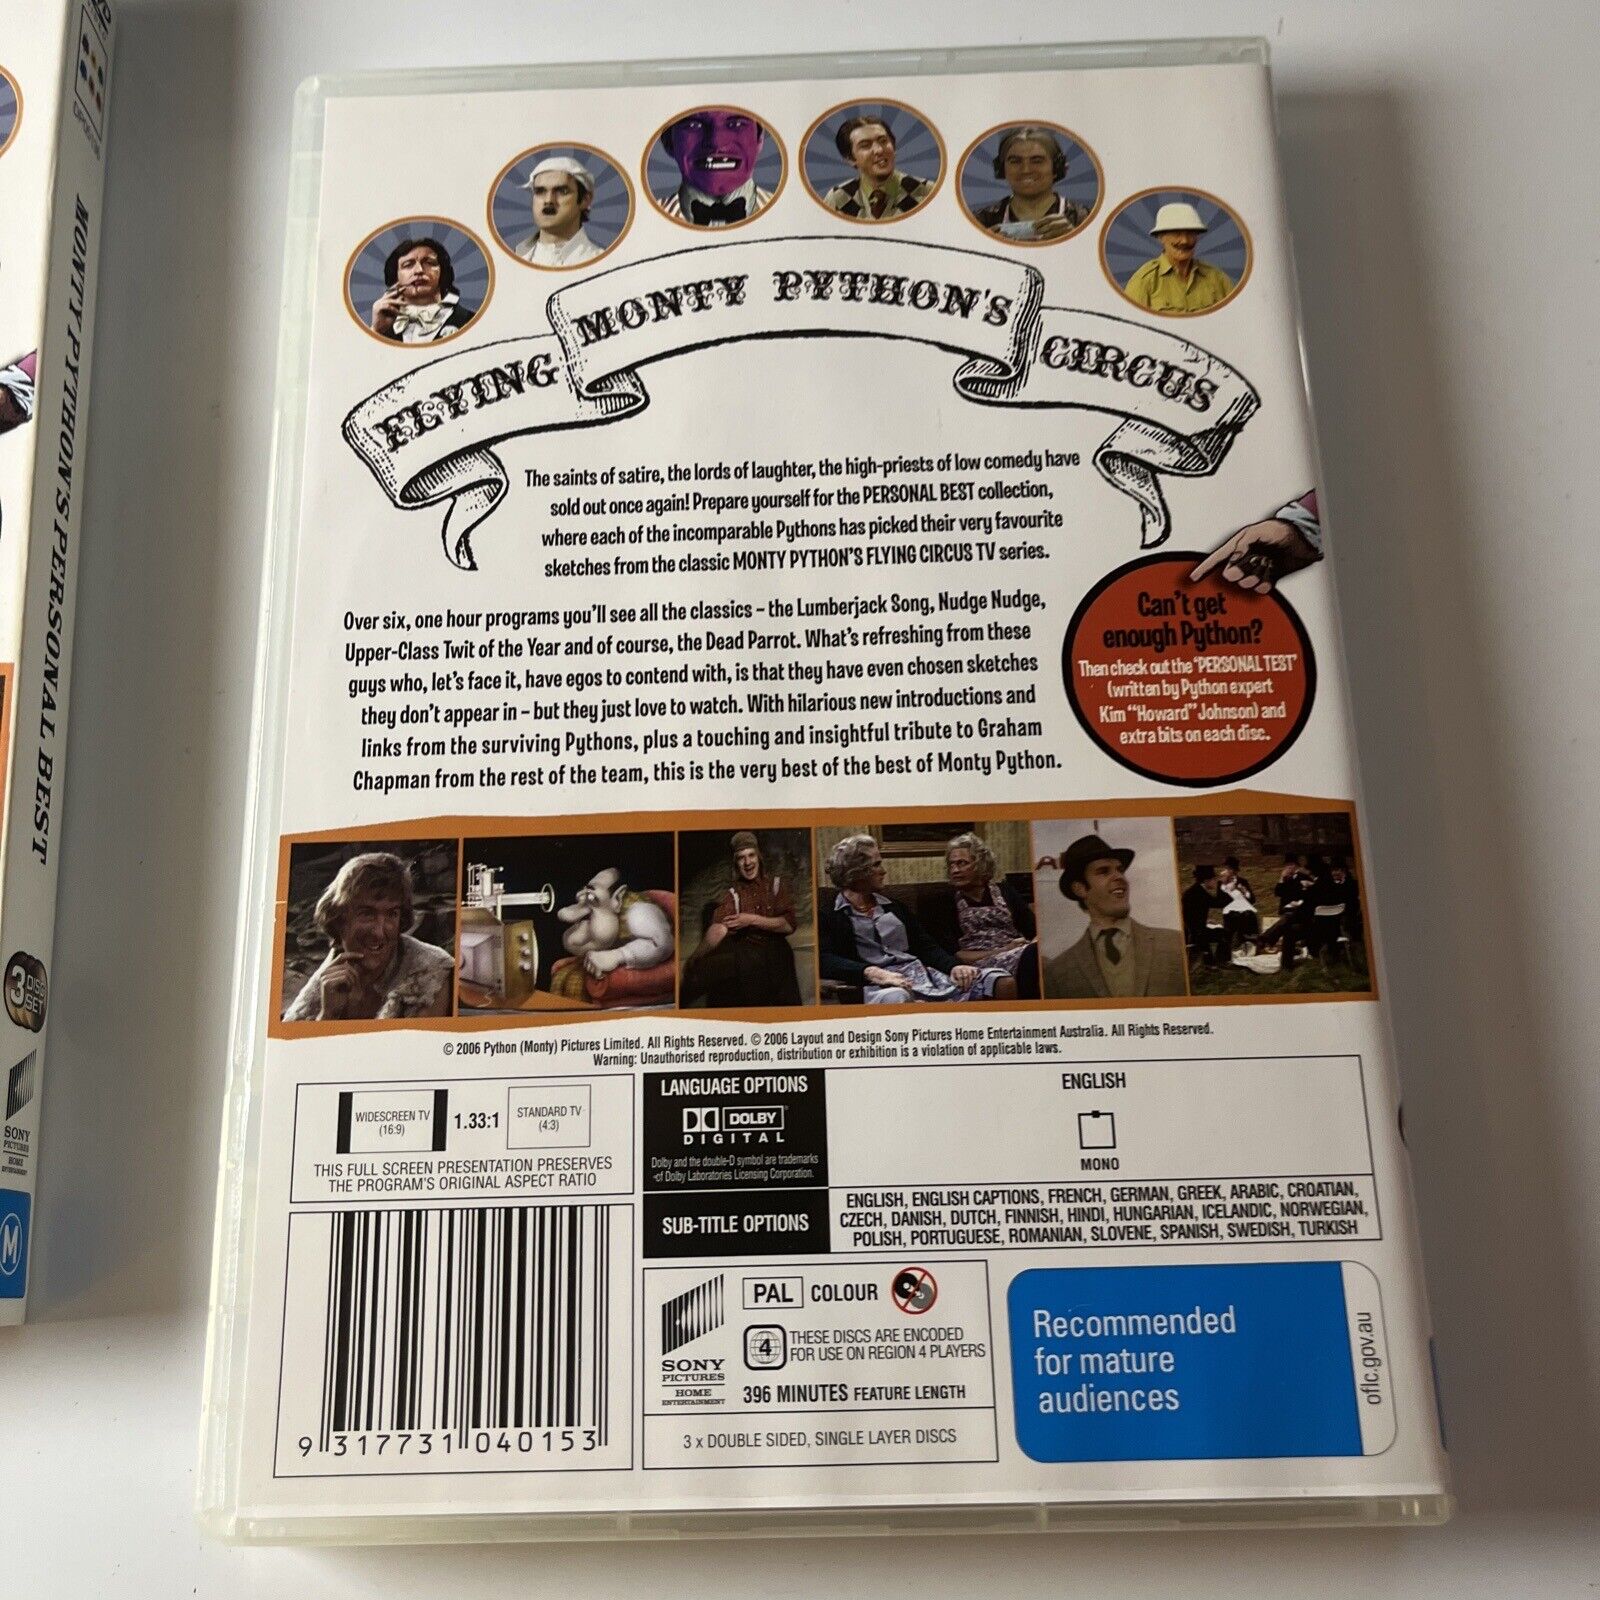 MONTY PYTHON'S PERSONAL BEST
3
DISC
SET
SONY
PICTURES
HOME
ENTERTAINMENT
M
FLYING MONTY PYTHON'S CIRCUS
The saints of satire, the lords of laughter, the high-priests of low comedy have
sold out once again! Prepare yourself for the PERSONAL BEST collection,
where each of the incomparable Pythons has picked their very favourite
sketches from the classic MONTY PYTHON'S FLYING CIRCUS TV series.
Over six, one hour programs you'll see all the classics – the Lumberjack Song, Nudge Nudge,
Upper-Class Twit of the Year and of course, the Dead Parrot. What's refreshing from these
guys who, let's face it, have egos to contend with, is that they have even chosen sketches
they don't appear in – but they just love to watch. With hilarious new introductions and
links from the surviving Pythons, plus a touching and insightful tribute to Graham
Chapman from the rest of the team, this is the very best of the best of Monty Python.
Can't get
enough Python?
Then check out the 'PERSONAL TEST'
(written by Python expert
Kim "Howard" Johnson) and
extra bits on each disc.
© 2006 Python (Monty) Pictures Limited. All Rights Reserved. © 2006 Layout and Design Sony Pictures Home Entertainment Australia. All Rights Reserved.
Warning: Unauthorised reproduction, distribution or exhibition is a violation of applicable laws.
WIDESCREEN TV
(16:9)
1.33:1
STANDARD TV
(4:3)
THIS FULL SCREEN PRESENTATION PRESERVES
THE PROGRAM'S ORIGINAL ASPECT RATIO
LANGUAGE OPTIONS
DOLBY
DIGITAL
Dolby and the double-D symbol are trademarks
of Dolby Laboratories Licensing Corporation.
ENGLISH
MONO
SUB-TITLE OPTIONS
ENGLISH, ENGLISH CAPTIONS, FRENCH, GERMAN, GREEK, ARABIC, CROATIAN,
CZECH, DANISH, DUTCH, FINNISH, HINDI, HUNGARIAN, ICELANDIC, NORWEGIAN,
POLISH, PORTUGUESE, ROMANIAN, SLOVENE, SPANISH, SWEDISH, TURKISH
9 317731 040153
SONY
PICTURES
HOME
ENTERTAINMENT
PAL COLOUR
4
THESE DISCS ARE ENCODED
FOR USE ON REGION 4 PLAYERS
396 MINUTES FEATURE LENGTH
3 x DOUBLE SIDED, SINGLE LAYER DISCS
Recommended
for mature
audiences
oflc.gov.au